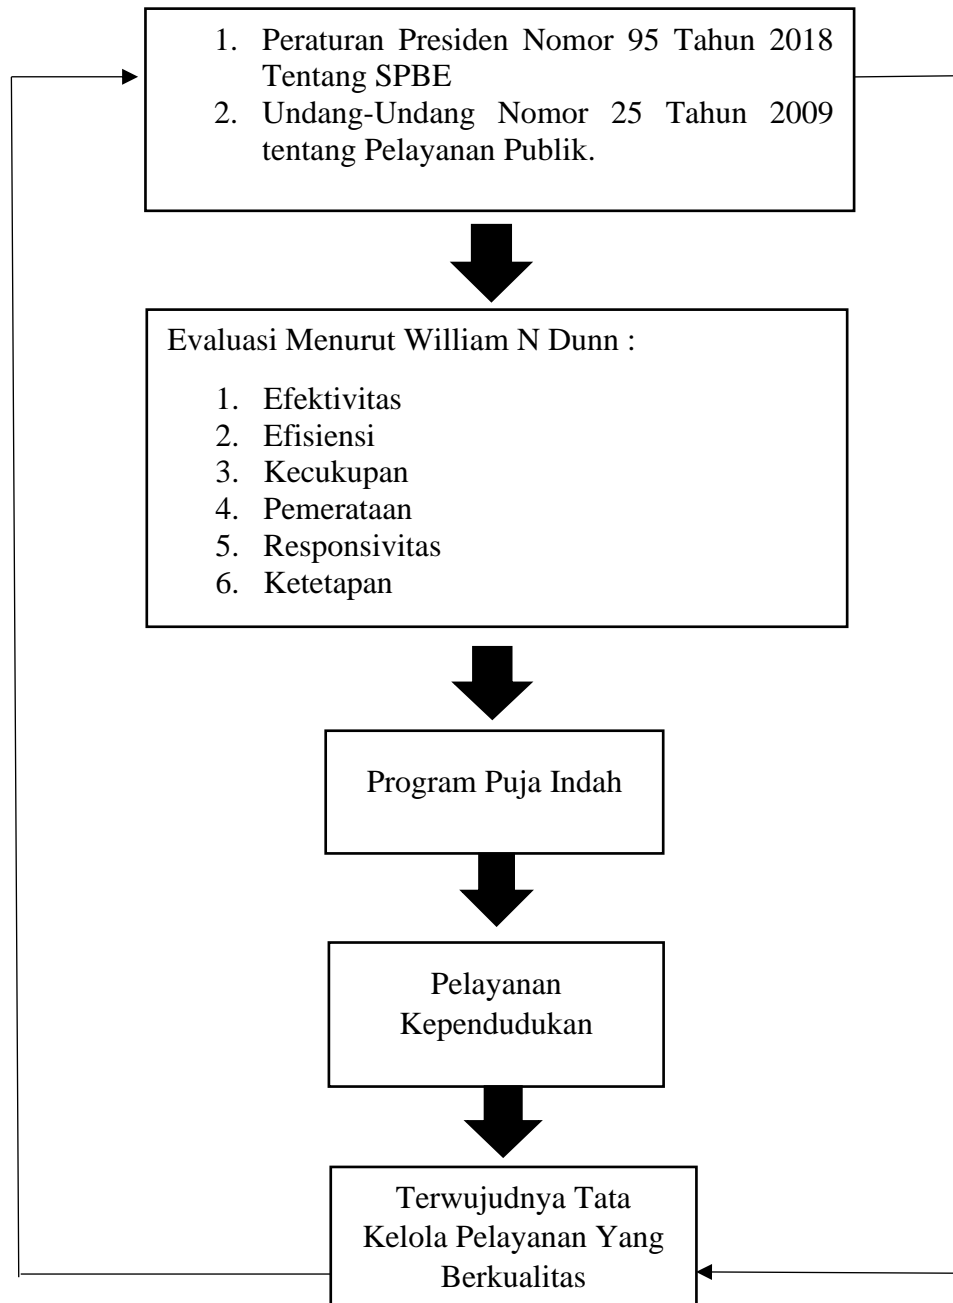 1. Peraturan Presiden Nomor 95 Tahun 2018
Tentang SPBE
2. Undang-Undang Nomor 25 Tahun 2009
tentang Pelayanan Publik.
Evaluasi Menurut William N Dunn :
1. Efektivitas
2. Efisiensi
3. Kecukupan
4. Pemerataan
5. Responsivitas
6. Ketetapan
Program Puja Indah
Pelayanan
Kependudukan
Terwujudnya Tata
Kelola Pelayanan Yang
Berkualitas